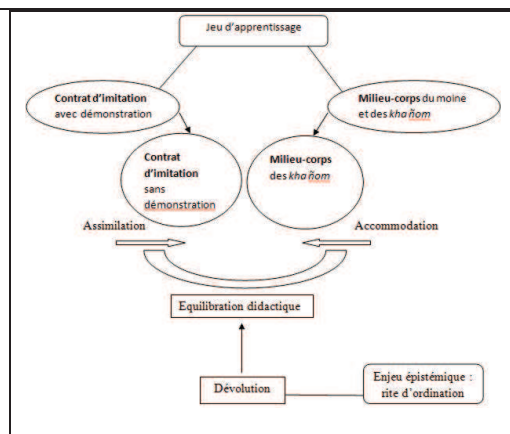 Jeu d'apprentissage
Contrat d'imitation
avec démonstration
Milieu-corps du moine
et des kha ñom
Contrat
d'imitation
sans
démonstration
Milieu-corps
des kha ñom
Assimilation
Accommodation
Equilibration didactique
Dévolution
Enjeu épistémique :
rite d'ordination